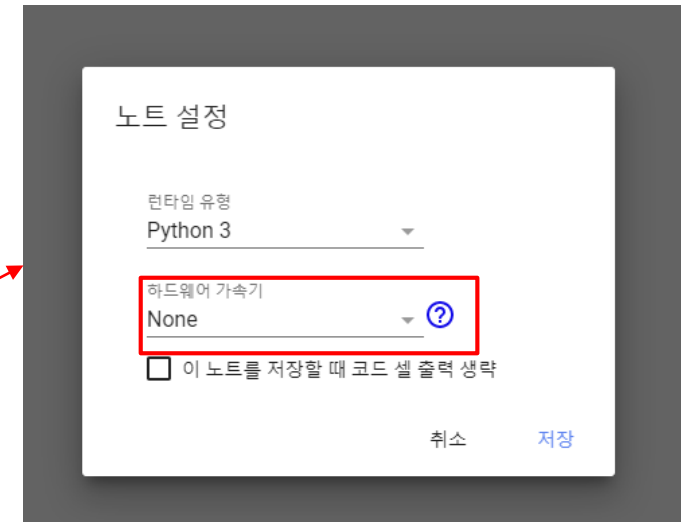 노트 설정
런타임 유형
Python 3
하드웨어 가속기
None
?
이 노트를 저장할 때 코드 셀 출력 생략
취소 저장